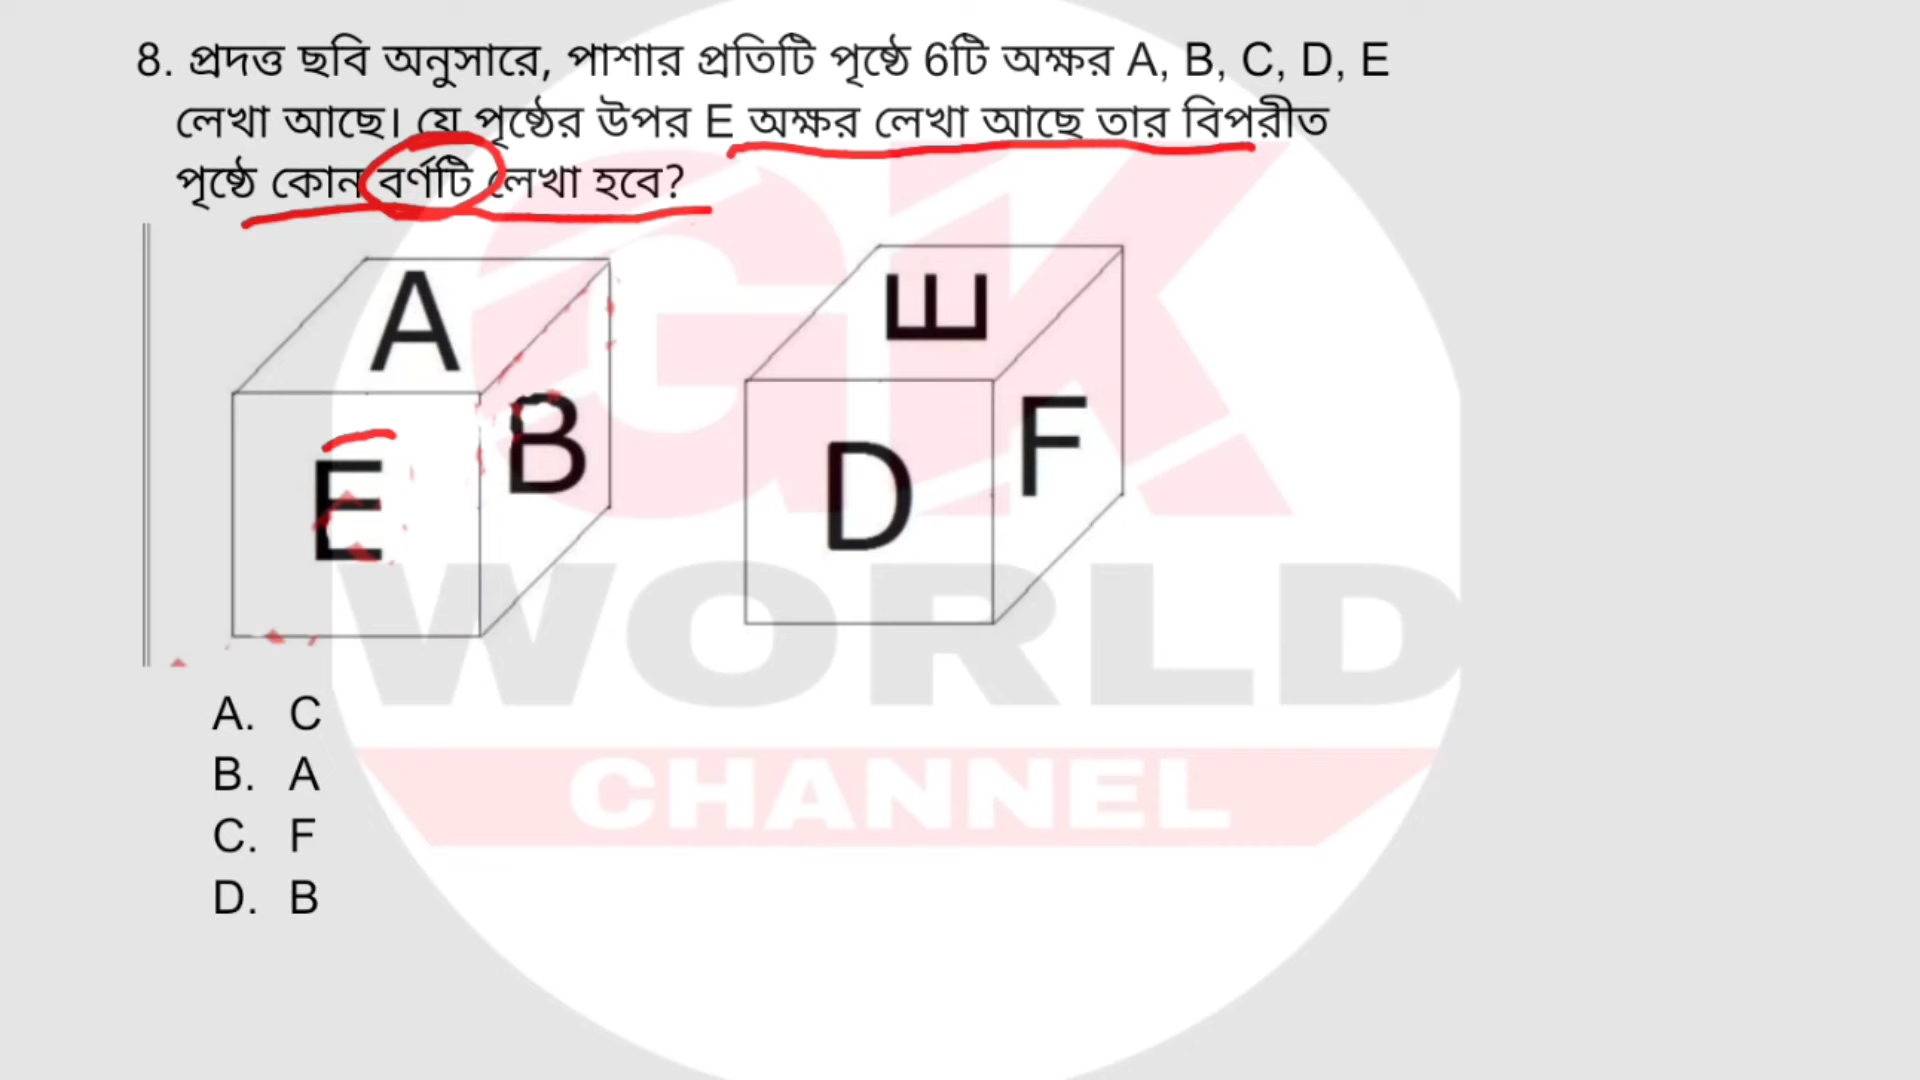 8. প্রদত্ত ছবি অনুসারে, পাশার প্রতিটি পৃষ্ঠে 6টি অক্ষর A, B, C, D, E
লেখা আছে। যে পৃষ্ঠের উপর E অক্ষর লেখা আছে তার বিপরীত
পৃষ্ঠে কোন বর্ণটি লেখা হবে?
A
E
B
E
D
F
A. C
B. A
C. F
D. B
GK
WORLD
CHANNEL